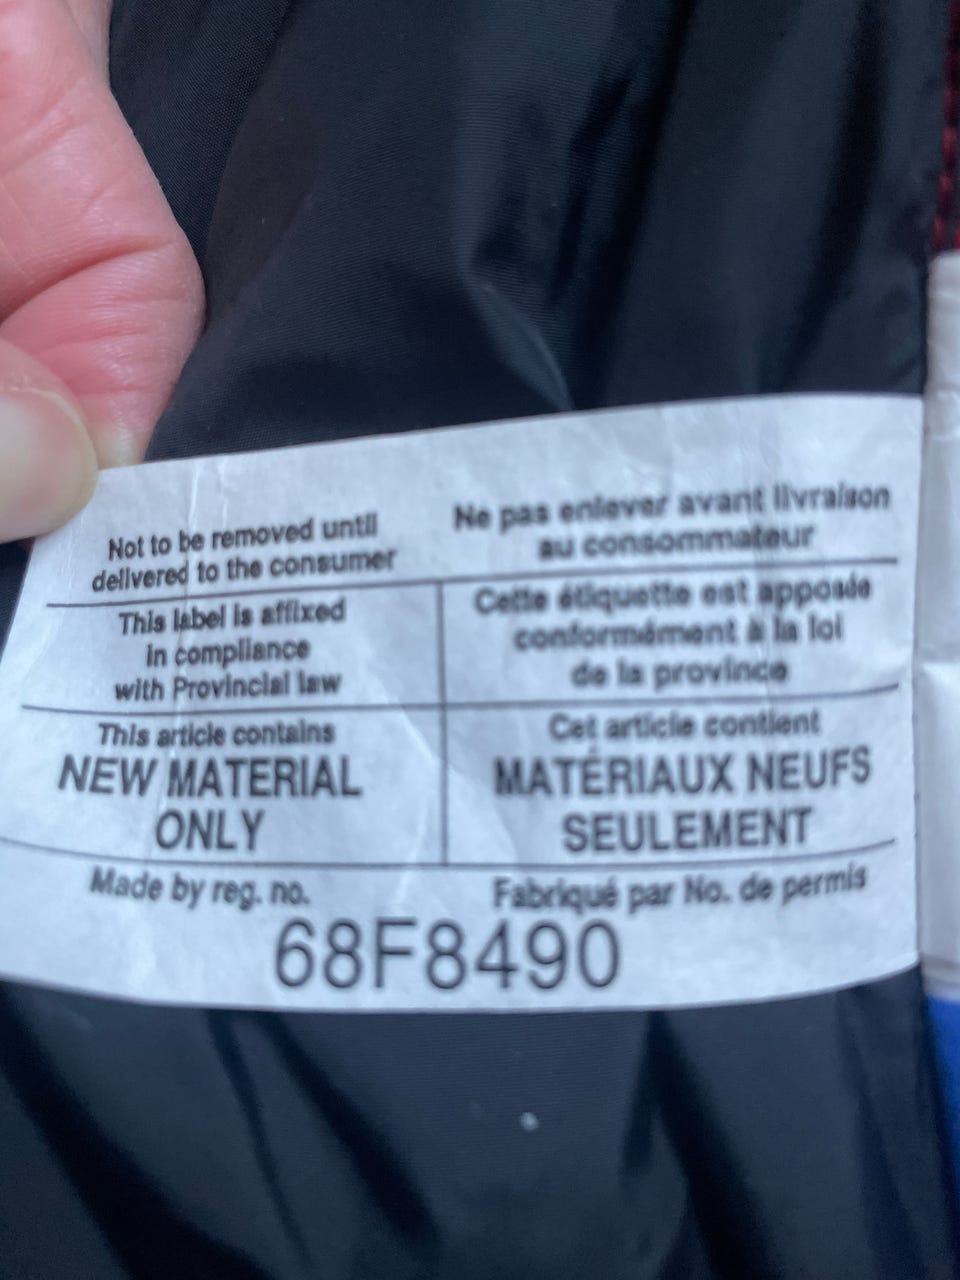 Not to be removed until
delivered to the consumer
Ne pas enlever avant livraison
au consommateur
This label is affixed
in compliance
with Provincial law
Cette étiquette est apposée
conformément à la loi
de la province
This article contains
NEW MATERIAL
ONLY
Cet article contient
MATÉRIAUX NEUFS
SEULEMENT
Made by reg. no.
Fabriqué par No. de permis
68F8490